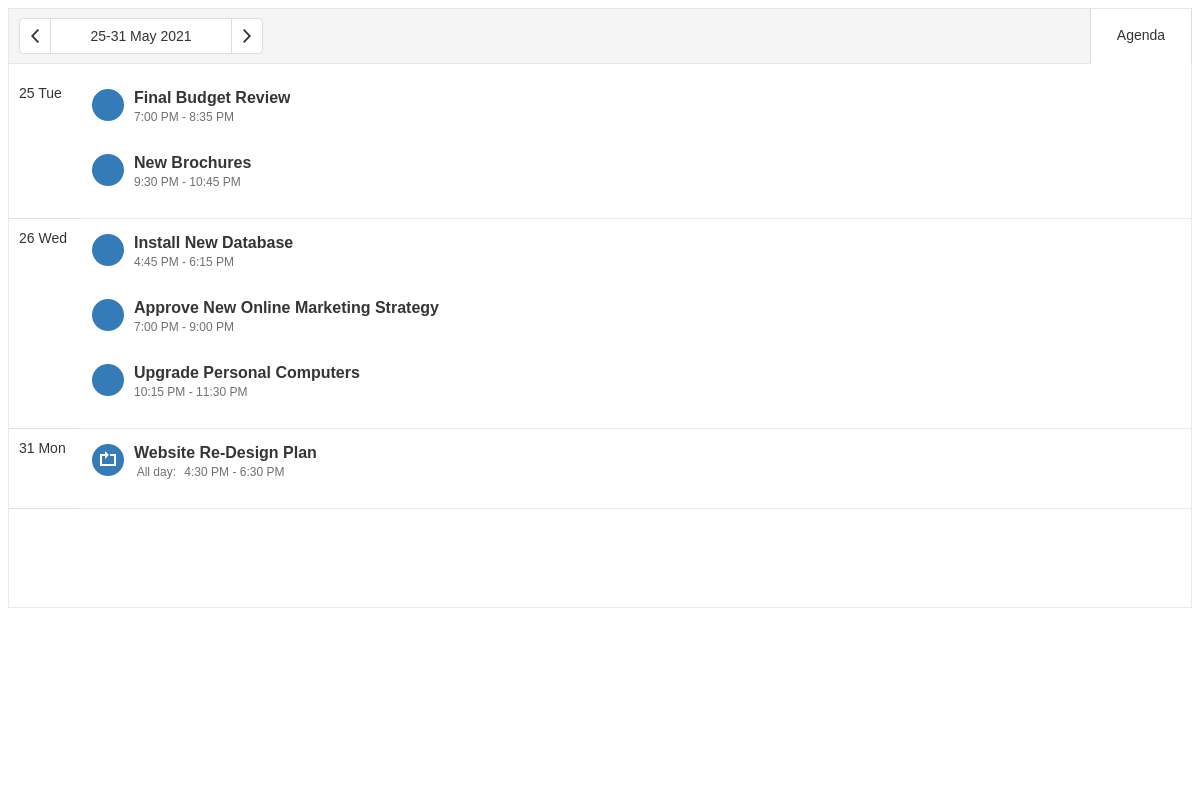 25-31 May 2021
Agenda
25 Tue
Final Budget Review
7:00 PM - 8:35 PM
New Brochures
9:30 PM - 10:45 PM
26 Wed
Install New Database
4:45 PM - 6:15 PM
Approve New Online Marketing Strategy
7:00 PM - 9:00 PM
Upgrade Personal Computers
10:15 PM - 11:30 PM
31 Mon
Website Re-Design Plan
All day: 4:30 PM - 6:30 PM